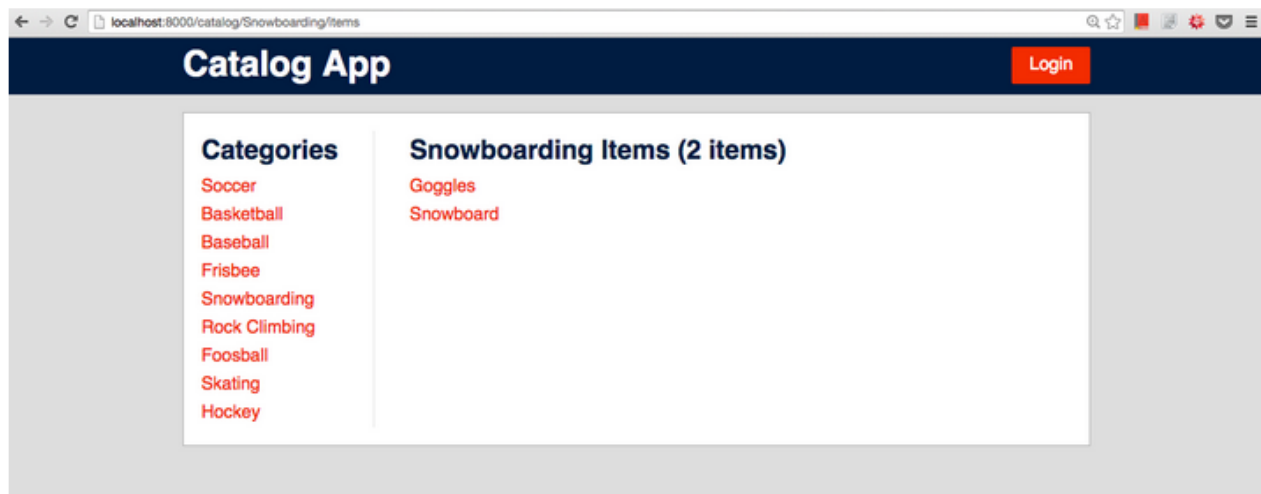 localhost:8000/catalog/Snowboarding/items
Catalog App
Login
Categories
Soccer
Basketball
Baseball
Frisbee
Snowboarding
Rock Climbing
Foosball
Skating
Hockey
Snowboarding Items (2 items)
Goggles
Snowboard